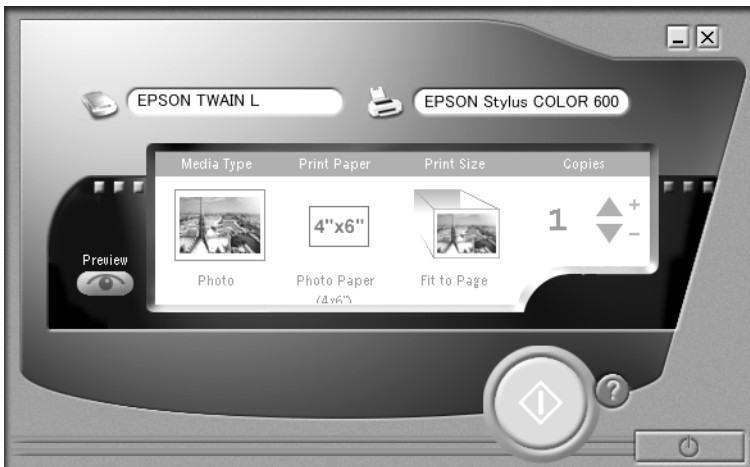 EPSON TWAIN L
EPSON Stylus COLOR 600
Media Type Print Paper Print Size Copies
4"x6"
1
+
-
Preview
Photo Photo Paper Fit to Page
(4x6")
?